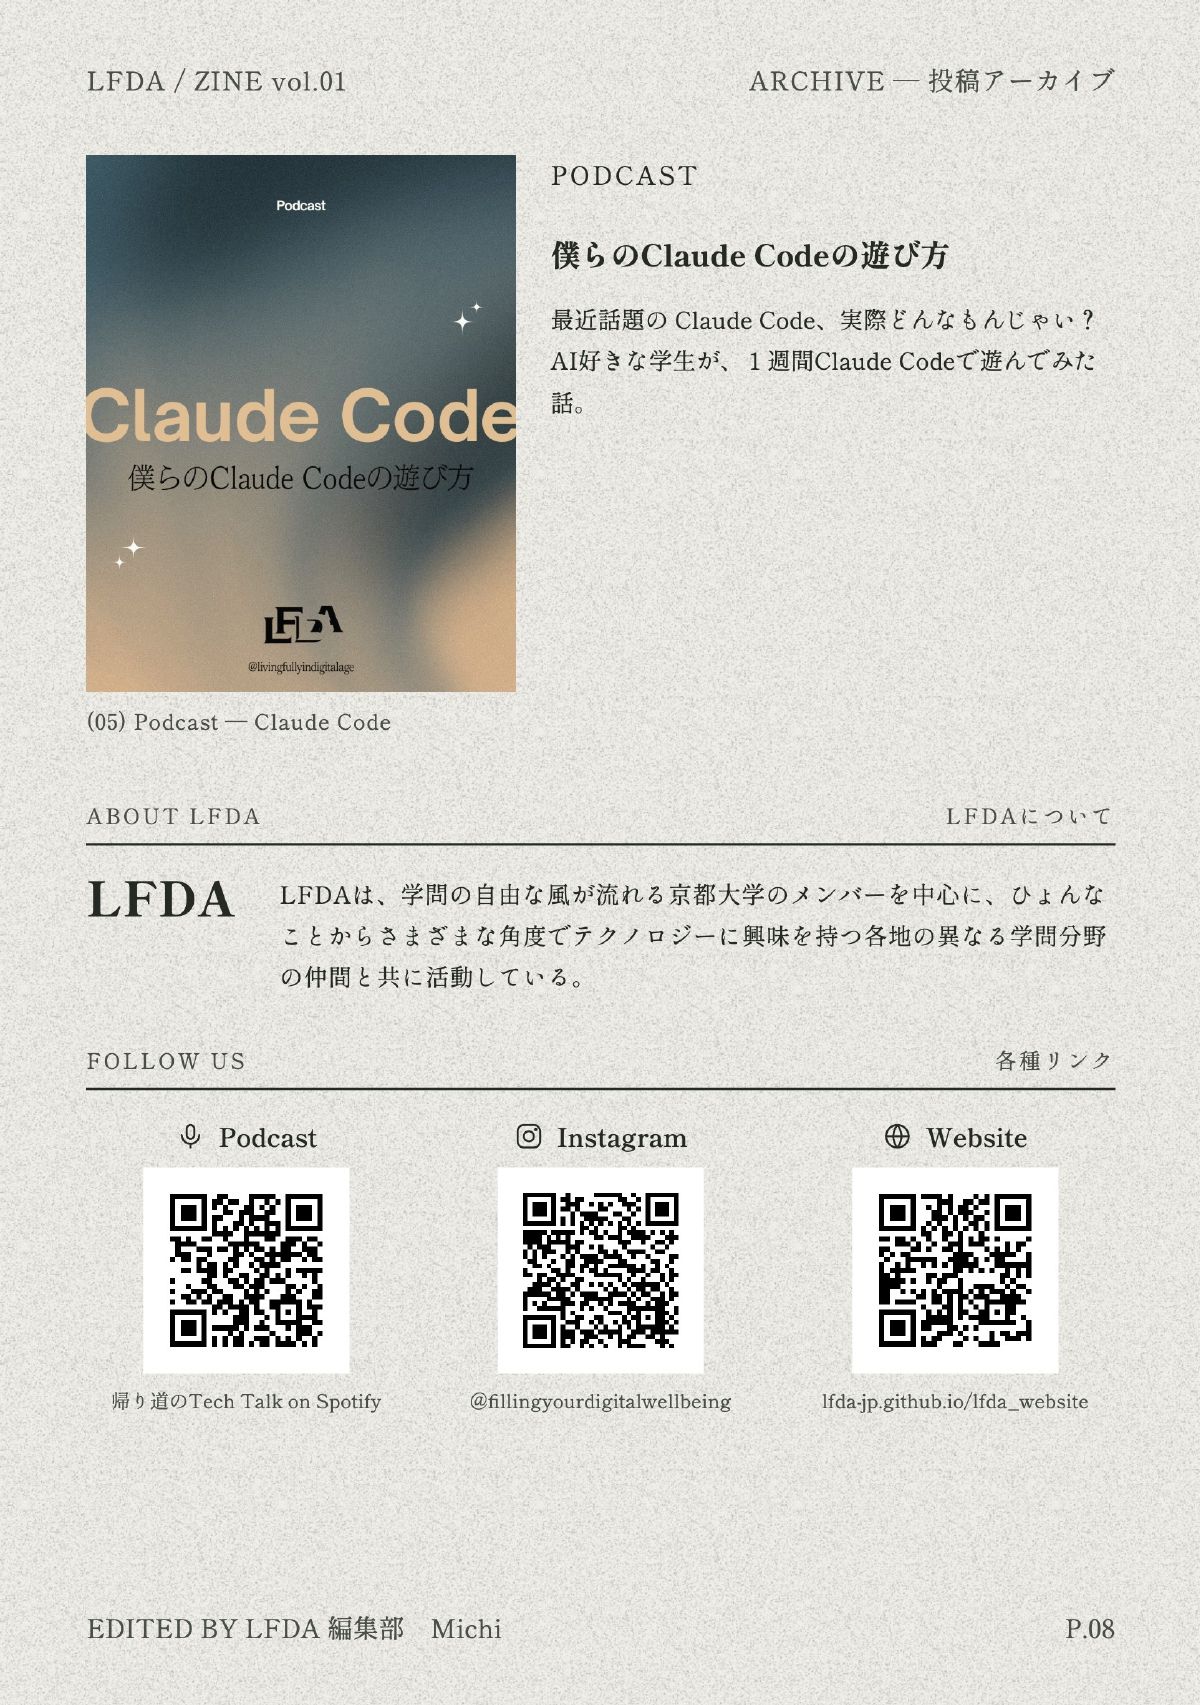 LFDA / ZINE vol.01
ARCHIVE — 投稿アーカイブ
Podcast
Claude Code
僕らのClaude Codeの遊び方
LFDA
@livingfullyindigitalage
(05) Podcast — Claude Code
PODCAST
僕らのClaude Codeの遊び方
最近話題の Claude Code、実際どんなもんじゃい？
AI好きな学生が、１週間Claude Codeで遊んでみた
話。
ABOUT LFDA
LFDAについて
LFDA
LFDAは、学問の自由な風が流れる京都大学のメンバーを中心に、ひょんな
ことからさまざまな角度でテクノロジーに興味を持つ各地の異なる学問分野
の仲間と共に活動している。
FOLLOW US
各種リンク
Podcast
帰り道のTech Talk on Spotify
Instagram
@fillingyourdigitalwellbeing
Website
lfda-jp.github.io/lfda_website
EDITED BY LFDA 編集部　Michi
P.08